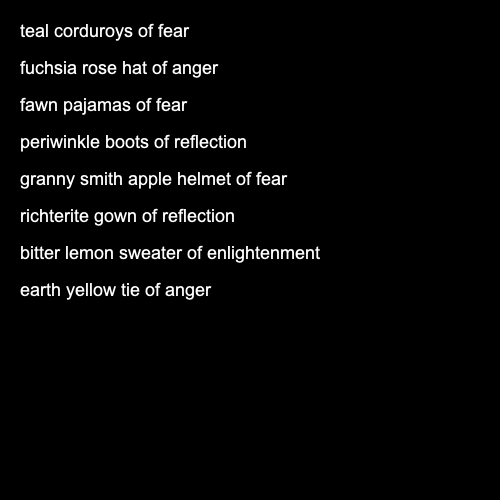 teal corduroys of fear
fuchsia rose hat of anger
fawn pajamas of fear
periwinkle boots of reflection
granny smith apple helmet of fear
richterite gown of reflection
bitter lemon sweater of enlightenment
earth yellow tie of anger